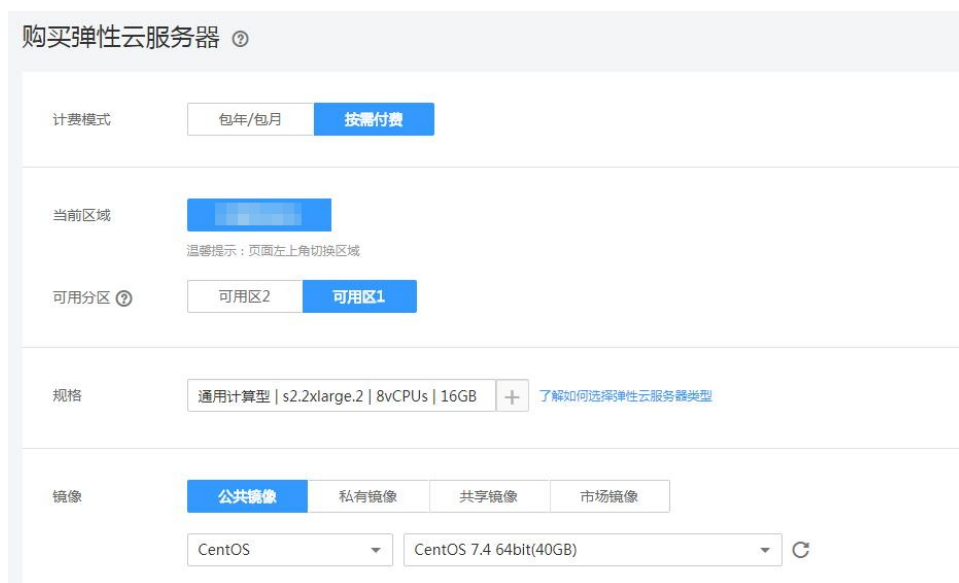 购买弹性云服务器 ?
计费模式 包年/包月 按需付费
当前区域
温馨提示：页面左上角切换区域
可用分区 ? 可用区2 可用区1
规格 通用计算型 | s2.2xlarge.2 | 8vCPUs | 16GB + 了解如何选择弹性云服务器类型
镜像 公共镜像 私有镜像 共享镜像 市场镜像
CentOS CentOS 7.4 64bit(40GB)